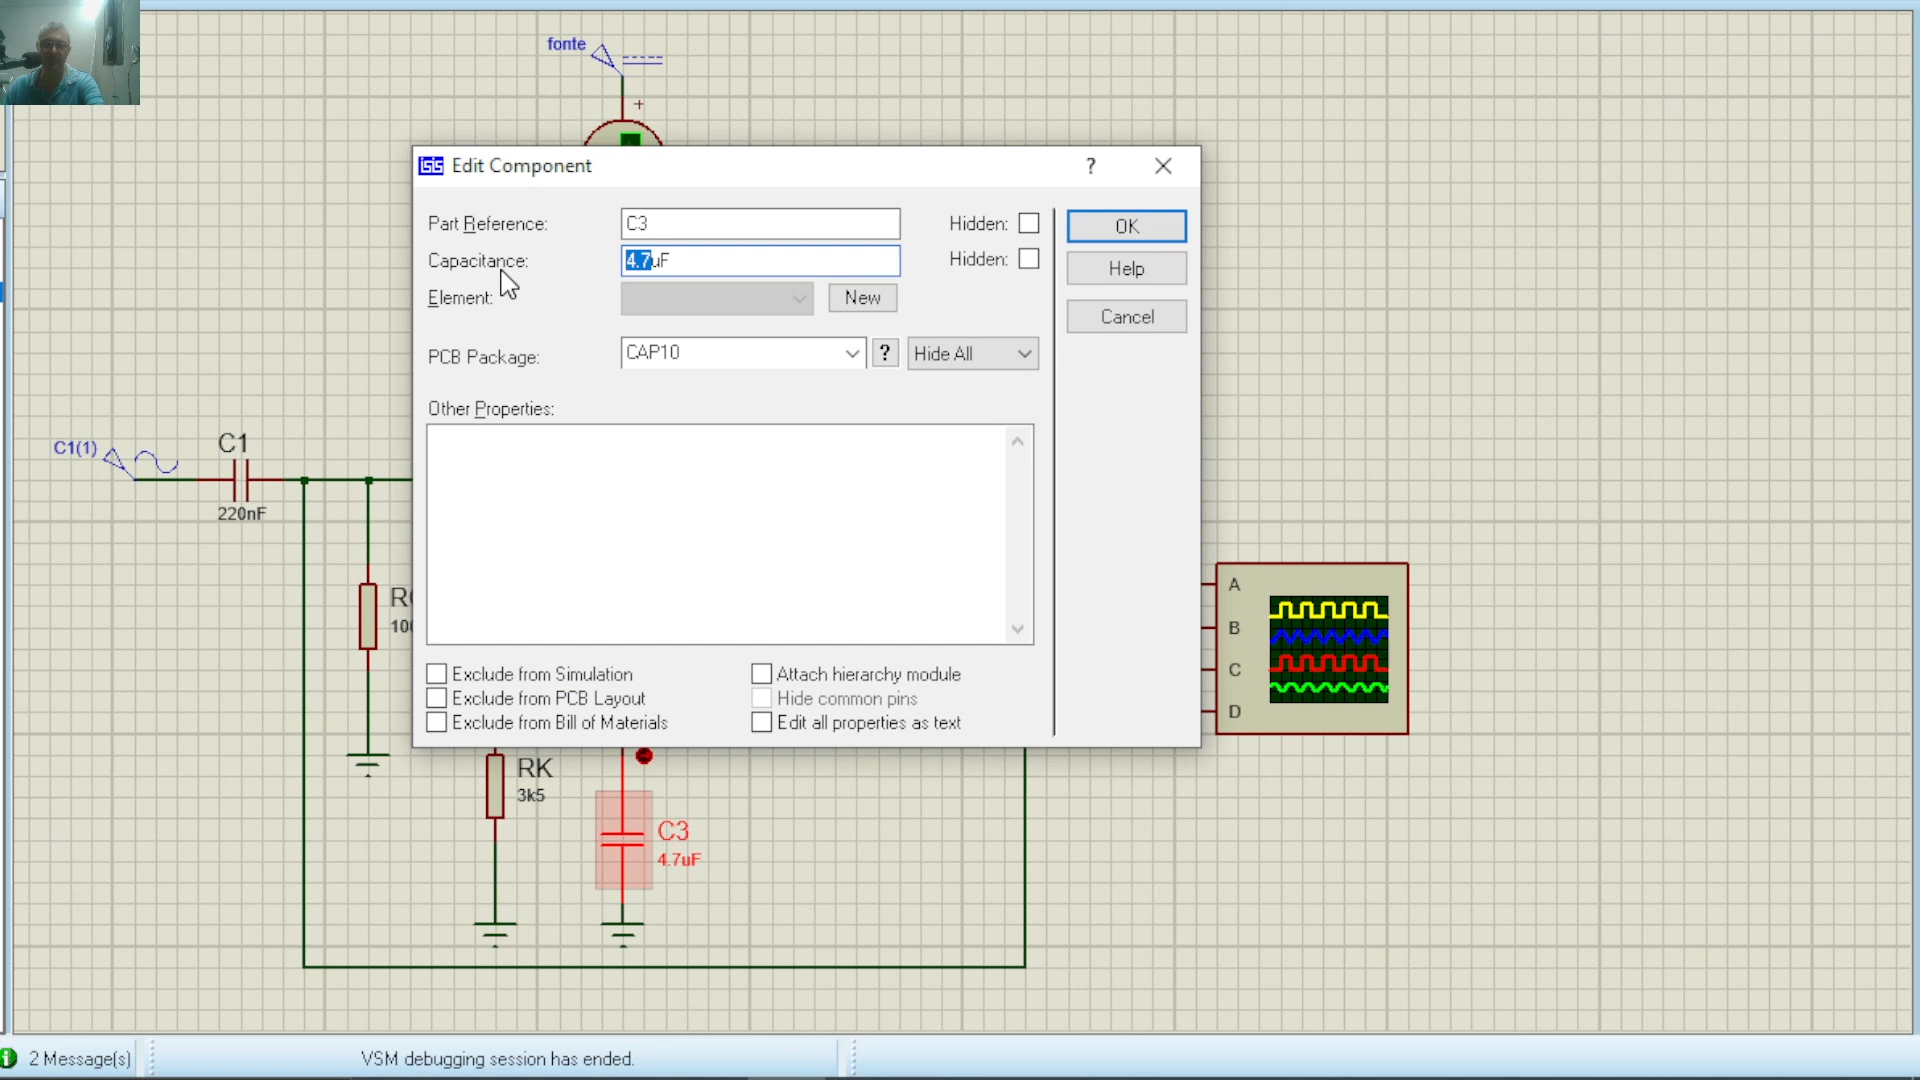 fonte
+
ISIS Edit Component ?
Part Reference: C3 Hidden: OK
Capacitance: 4.7uF Hidden: Help
Element: New Cancel
PCB Package: CAP10 ? Hide All
Other Properties:
C1(1)
C1
220nF
A
B
C
D
Exclude from Simulation Attach hierarchy module
Exclude from PCB Layout Hide common pins
Exclude from Bill of Materials Edit all properties as text
RK
3k5
C3
4.7uF
2 Message(s) VSM debugging session has ended.